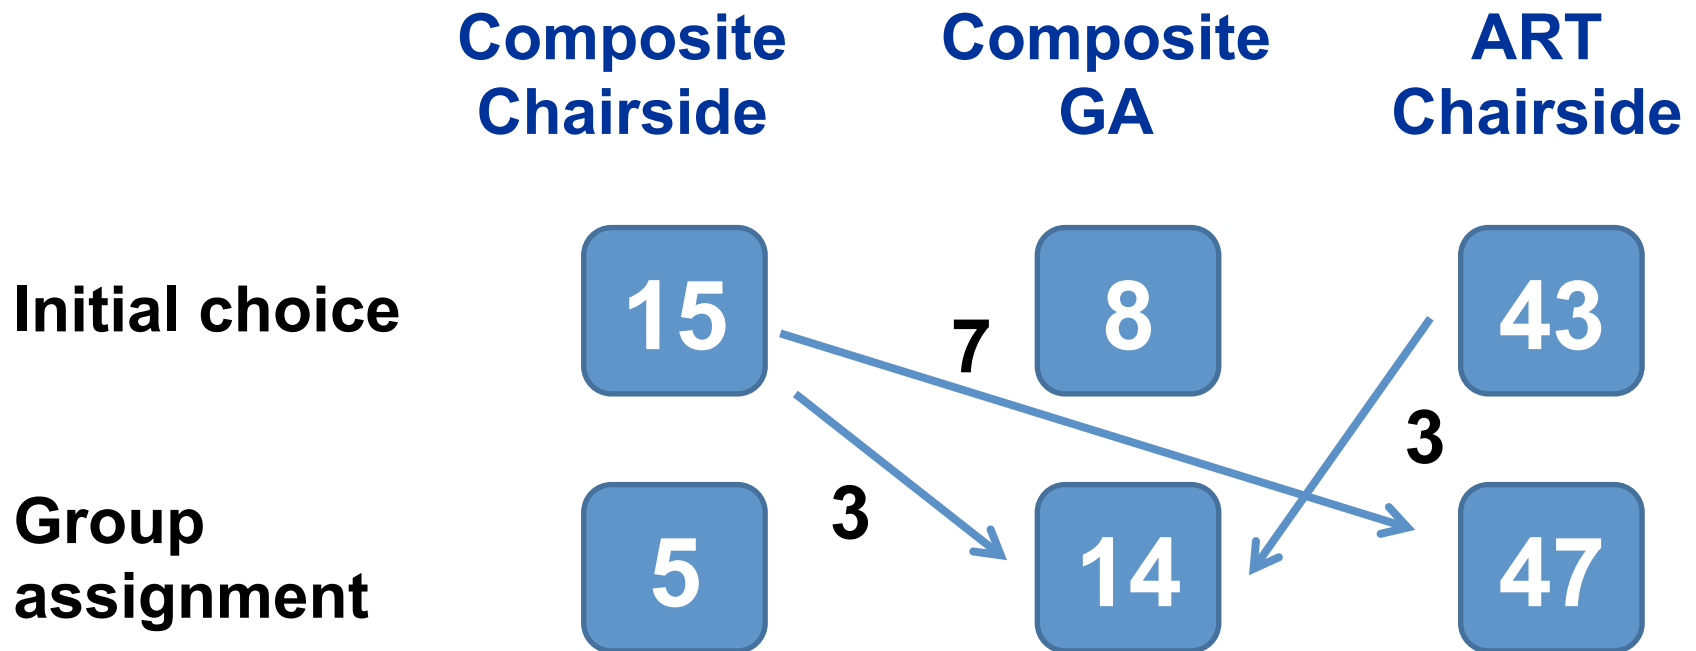 Composite Composite ART
Chairside GA Chairside
Initial choice 15 8 43
7
3
3
Group
assignment 5 14 47